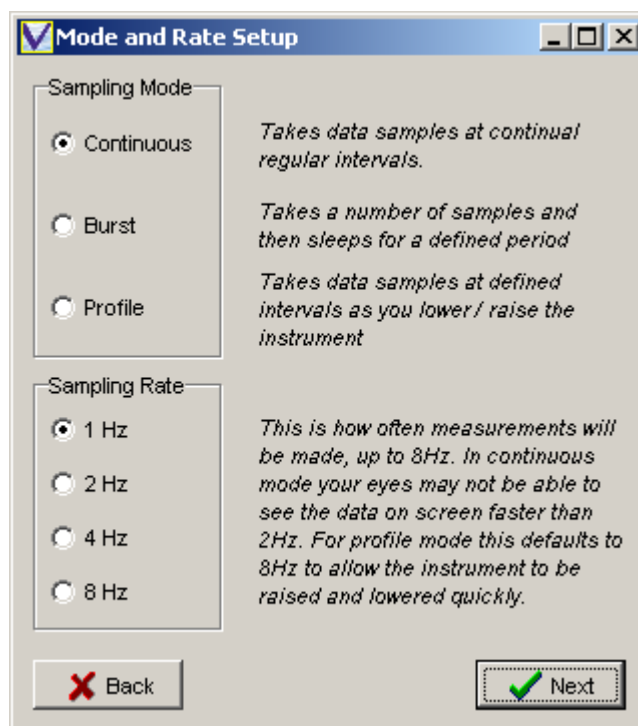 Mode and Rate Setup
Sampling Mode
Continuous
Takes data samples at continual
regular intervals.
Burst
Takes a number of samples and
then sleeps for a defined period
Profile
Takes data samples at defined
intervals as you lower / raise the
instrument
Sampling Rate
1 Hz
2 Hz
4 Hz
8 Hz
This is how often measurements will
be made, up to 8Hz. In continuous
mode your eyes may not be able to
see the data on screen faster than
2Hz. For profile mode this defaults to
8Hz to allow the instrument to be
raised and lowered quickly.
Back
Next